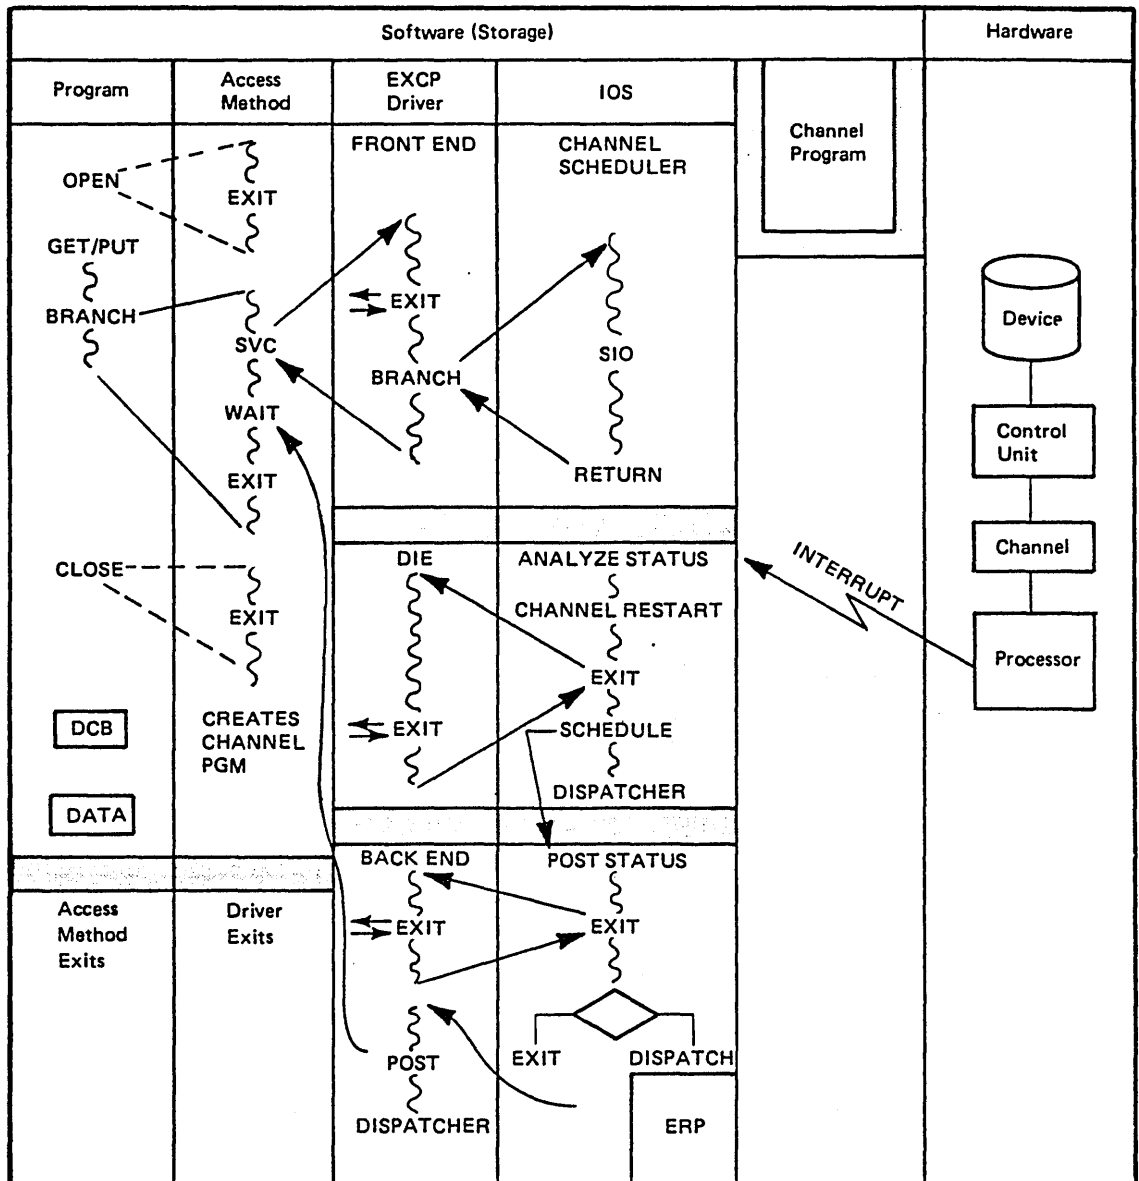 Software (Storage)
Hardware
Program
Access
Method
EXCP
Driver
IOS
Channel
Program
OPEN
EXIT
GET/PUT
BRANCH
SVC
WAIT
EXIT
CLOSE
EXIT
DCB
DATA
CREATES
CHANNEL
PGM
Access
Method
Exits
Driver
Exits
FRONT END
EXIT
BRANCH
CHANNEL
SCHEDULER
SIO
RETURN
DIE
EXIT
ANALYZE STATUS
CHANNEL RESTART
EXIT
SCHEDULE
DISPATCHER
BACK END
EXIT
POST
DISPATCHER
POST STATUS
EXIT
EXIT
DISPATCH
ERP
INTERRUPT
Device
Control
Unit
Channel
Processor